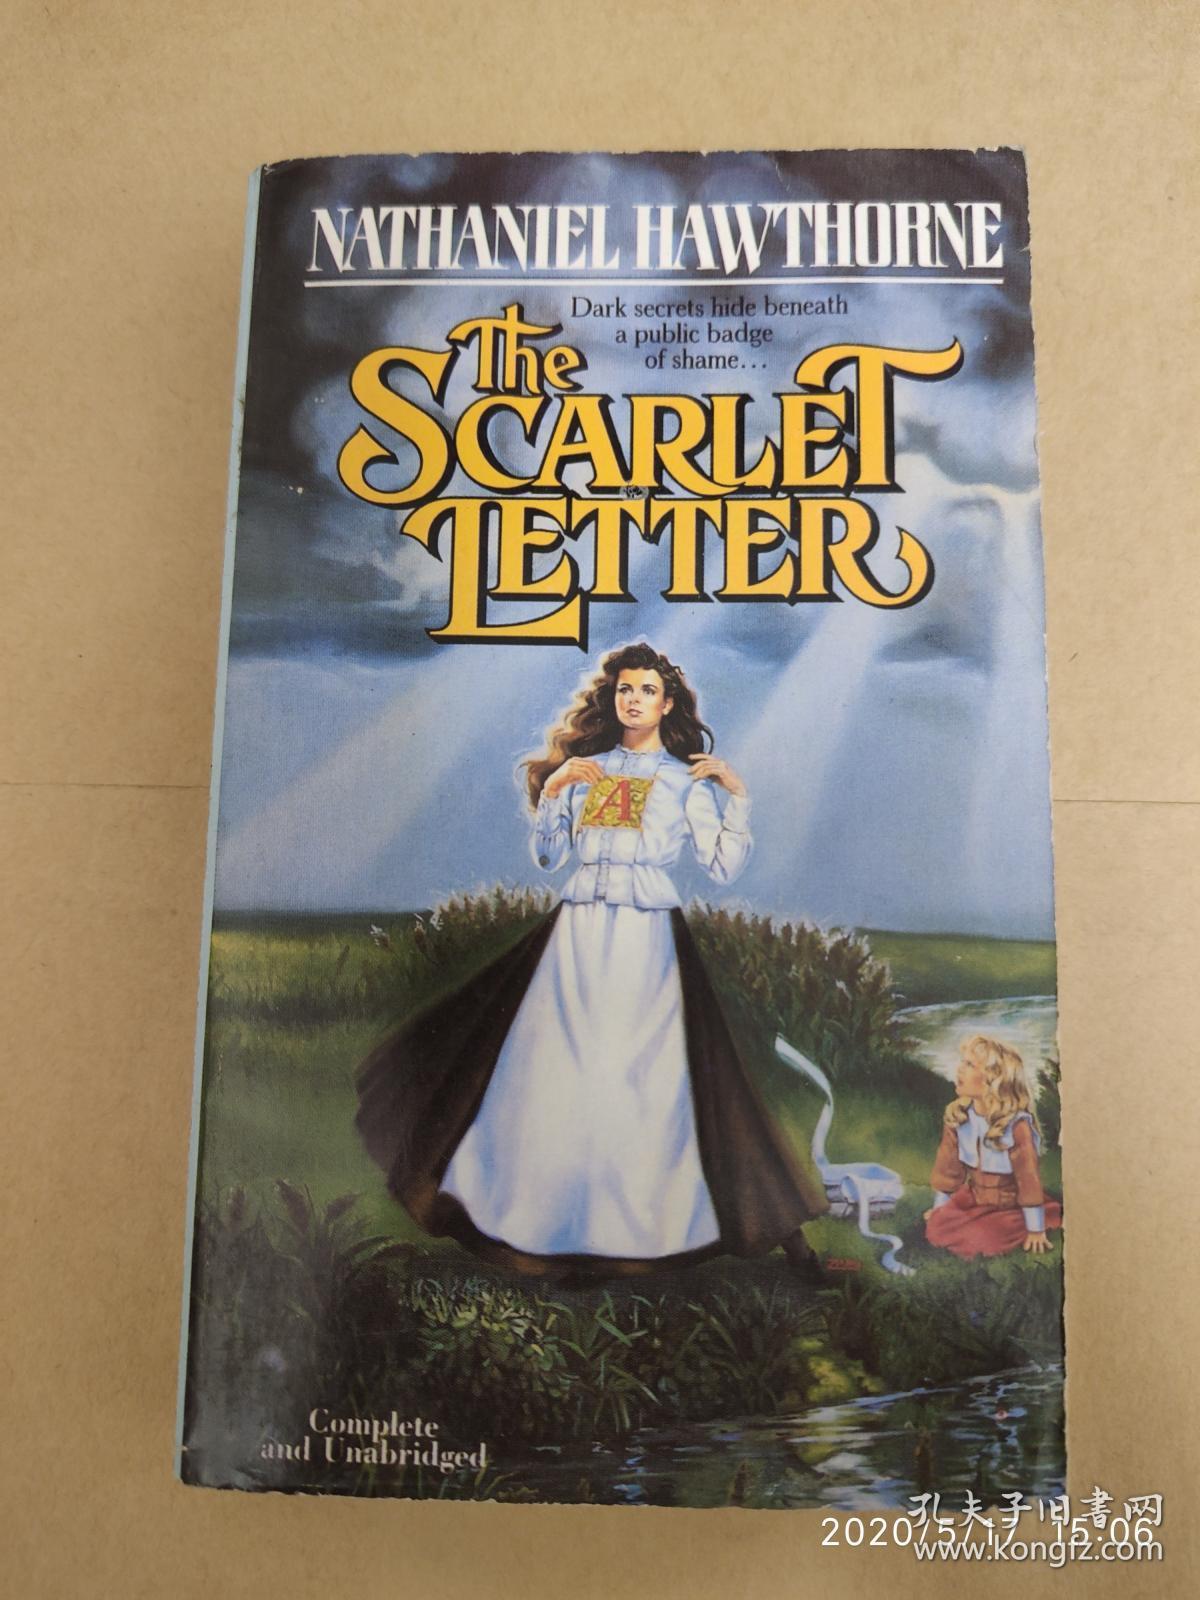 NATHANIEL HAWTHORNE
Dark secrets hide beneath
a public badge
of shame...
The
SCARLET
LETTER
A
Complete
and Unabridged
孔夫子旧书网
2020/5/17 15:06
www.kongfz.com